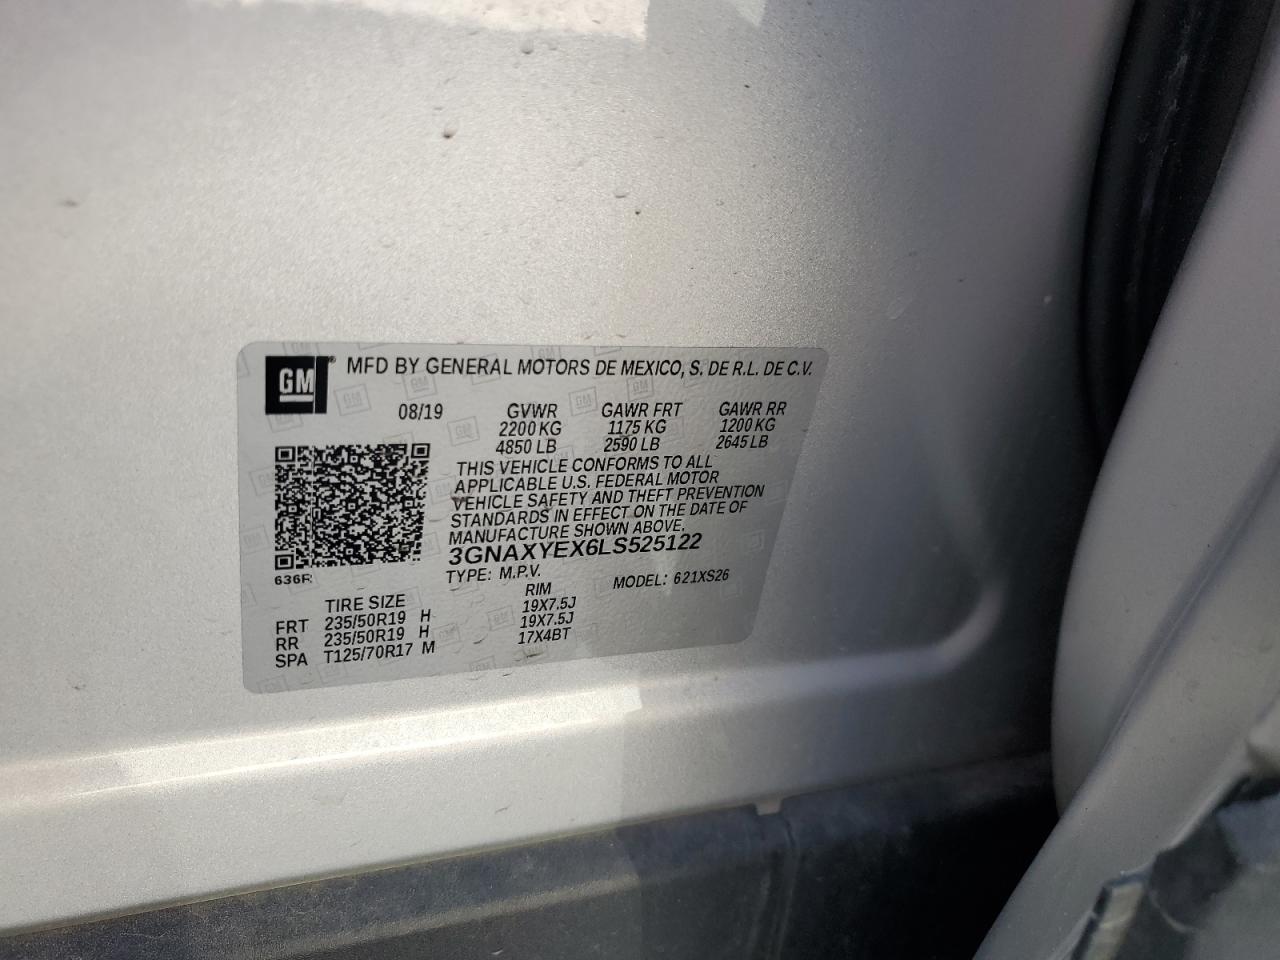 GM ® MFD BY GENERAL MOTORS DE MEXICO, S. DE R.L. DE C.V.
08/19 GVWR GAWR FRT GAWR RR
2200 KG 1175 KG 1200 KG
4850 LB 2590 LB 2645 LB
THIS VEHICLE CONFORMS TO ALL
APPLICABLE U.S. FEDERAL MOTOR
VEHICLE SAFETY AND THEFT PREVENTION
STANDARDS IN EFFECT ON THE DATE OF
MANUFACTURE SHOWN ABOVE.
3GNAXYEX6LS525122
636R
TYPE: M.P.V. MODEL: 621XS26
TIRE SIZE RIM
FRT 235/50R19 H 19X7.5J
RR 235/50R19 H 19X7.5J
SPA T125/70R17 M 17X4BT